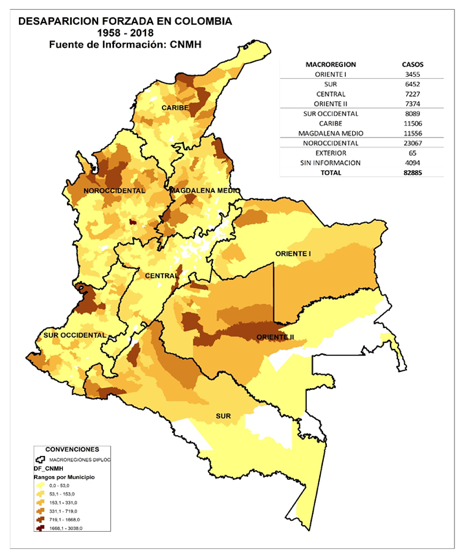 DESAPARICION FORZADA EN COLOMBIA
1958 - 2018
Fuente de Información: CNMH
MACROREGION CASOS
ORIENTE I 3455
SUR 6452
CENTRAL 7227
ORIENTE II 7374
SUR OCCIDENTAL 8089
CARIBE 11506
MAGDALENA MEDIO 11556
NOROCCIDENTAL 23067
EXTERIOR 65
SIN INFORMACION 4094
TOTAL 82885
CARIBE
NOROCCIDENTAL
MAGDALENA MEDIO
ORIENTE I
CENTRAL
SUR OCCIDENTAL
ORIENTE II
SUR
CONVENCIONES
MACROREGIONES DIPLOC
DF_CNMH
Rangos por Municipio
0,0 - 53,0
53,1 - 153,0
153,1 - 331,0
331,1 - 719,0
719,1 - 1668,0